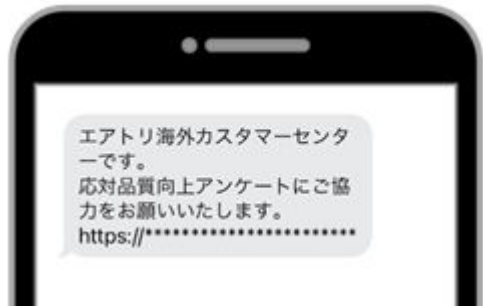 エアトリ海外カスタマーセンタ
ーです。
応対品質向上アンケートにご協
力をお願いいたします。
https://***********************